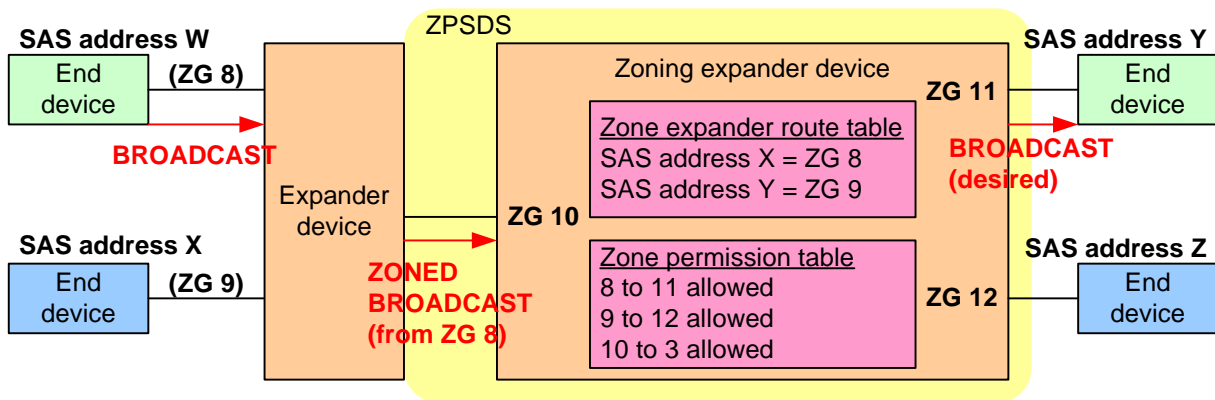 ZPSDS
SAS address W
End
device
(ZG 8)
BROADCAST
SAS address X
End
device
(ZG 9)
Expander
device
ZONED
BROADCAST
(from ZG 8)
Zoning expander device
ZG 10
Zone expander route table
SAS address X = ZG 8
SAS address Y = ZG 9
Zone permission table
8 to 11 allowed
9 to 12 allowed
10 to 3 allowed
ZG 11
ZG 12
SAS address Y
End
device
BROADCAST
(desired)
SAS address Z
End
device